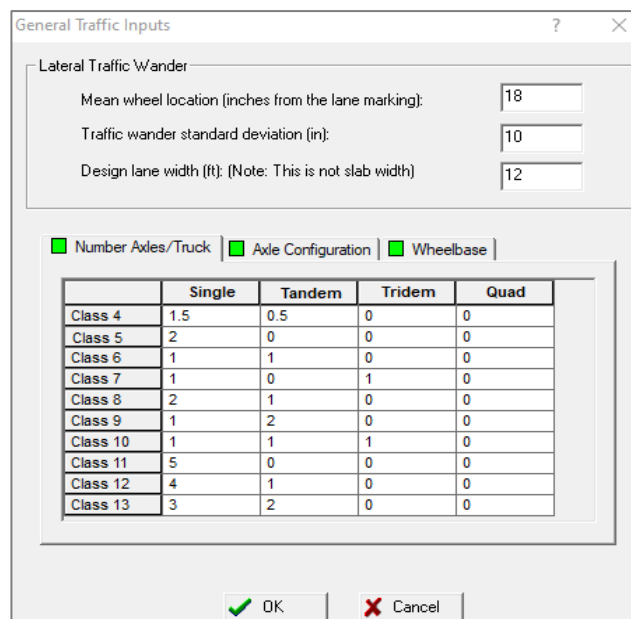 General Traffic Inputs ? X
Lateral Traffic Wander
Mean wheel location (inches from the lane marking): 18
Traffic wander standard deviation (in): 10
Design lane width (ft): (Note: This is not slab width) 12
Number Axles/Truck Axle Configuration Wheelbase
Single Tandem Tridem Quad
Class 4 1.5 0.5 0 0
Class 5 2 0 0 0
Class 6 1 1 0 0
Class 7 1 0 1 0
Class 8 2 1 0 0
Class 9 1 2 0 0
Class 10 1 1 1 0
Class 11 5 0 0 0
Class 12 4 1 0 0
Class 13 3 2 0 0
OK Cancel